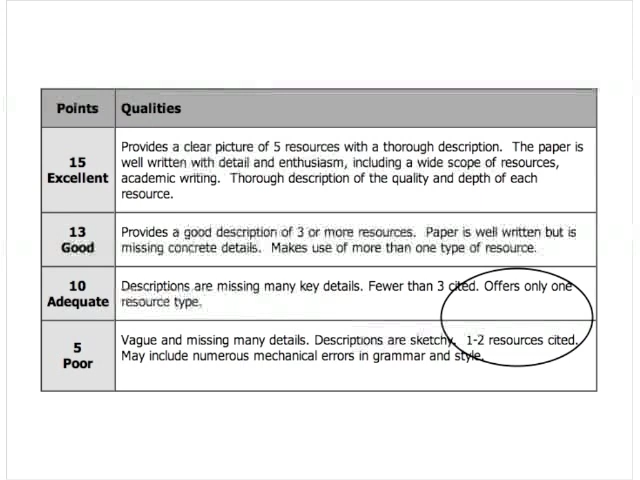 Points
Qualities
15
Excellent
Provides a clear picture of 5 resources with a thorough description. The paper is
well written with detail and enthusiasm, including a wide scope of resources,
academic writing. Thorough description of the quality and depth of each
resource.
13
Good
Provides a good description of 3 or more resources. Paper is well written but is
missing concrete details. Makes use of more than one type of resource.
10
Adequate
Descriptions are missing many key details. Fewer than 3 cited. Offers only one
resource type.
5
Poor
Vague and missing many details. Descriptions are sketchy. 1-2 resources cited.
May include numerous mechanical errors in grammar and style.